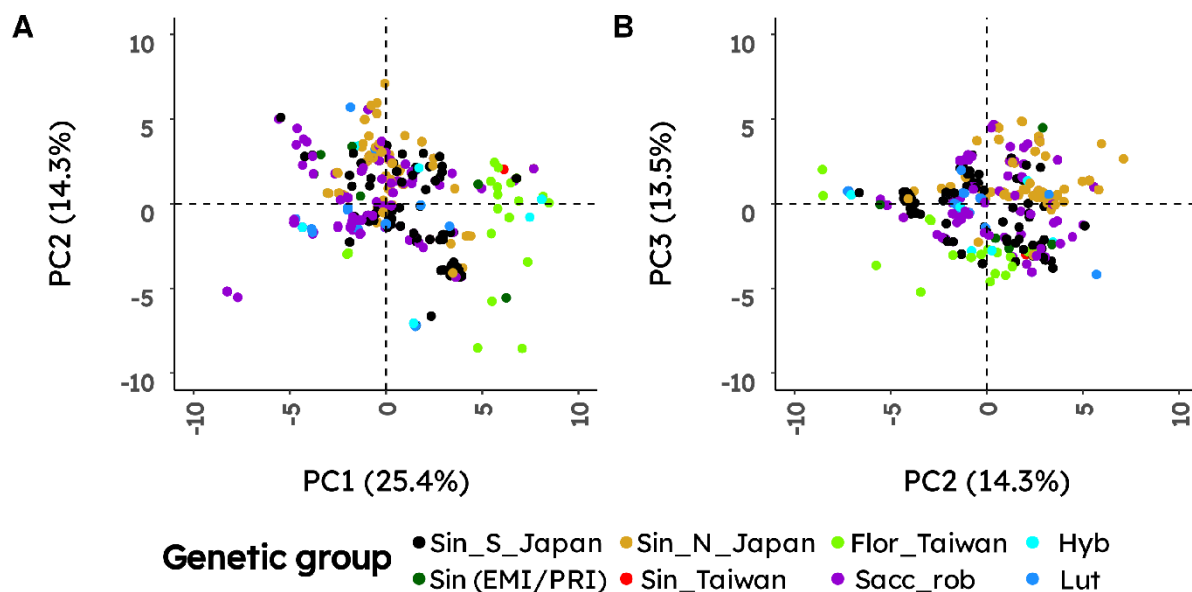 A
B
10
5
0
-5
-10
PC2 (14.3%)
-10
-5
0
5
10
PC1 (25.4%)
10
5
0
-5
-10
PC3 (13.5%)
-10
-5
0
5
10
PC2 (14.3%)
Genetic group
Sin_S_Japan Sin_N_Japan Flor_Taiwan Hyb
Sin (EMI/PRI) Sin_Taiwan Sacc_rob Lut